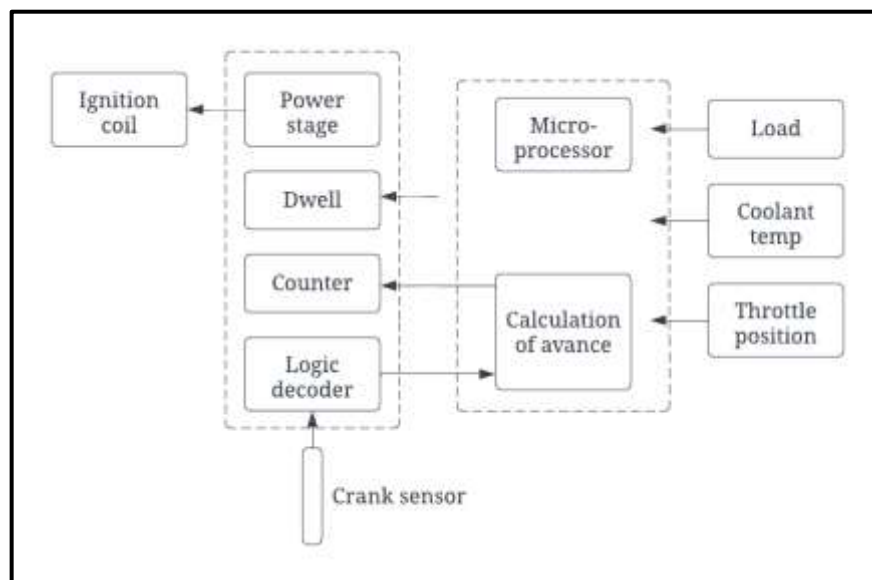 Ignition
coil
Power
stage
Dwell
Counter
Logic
decoder
Crank sensor
Micro-
processor
Calculation
of avance
Load
Coolant
temp
Throttle
position